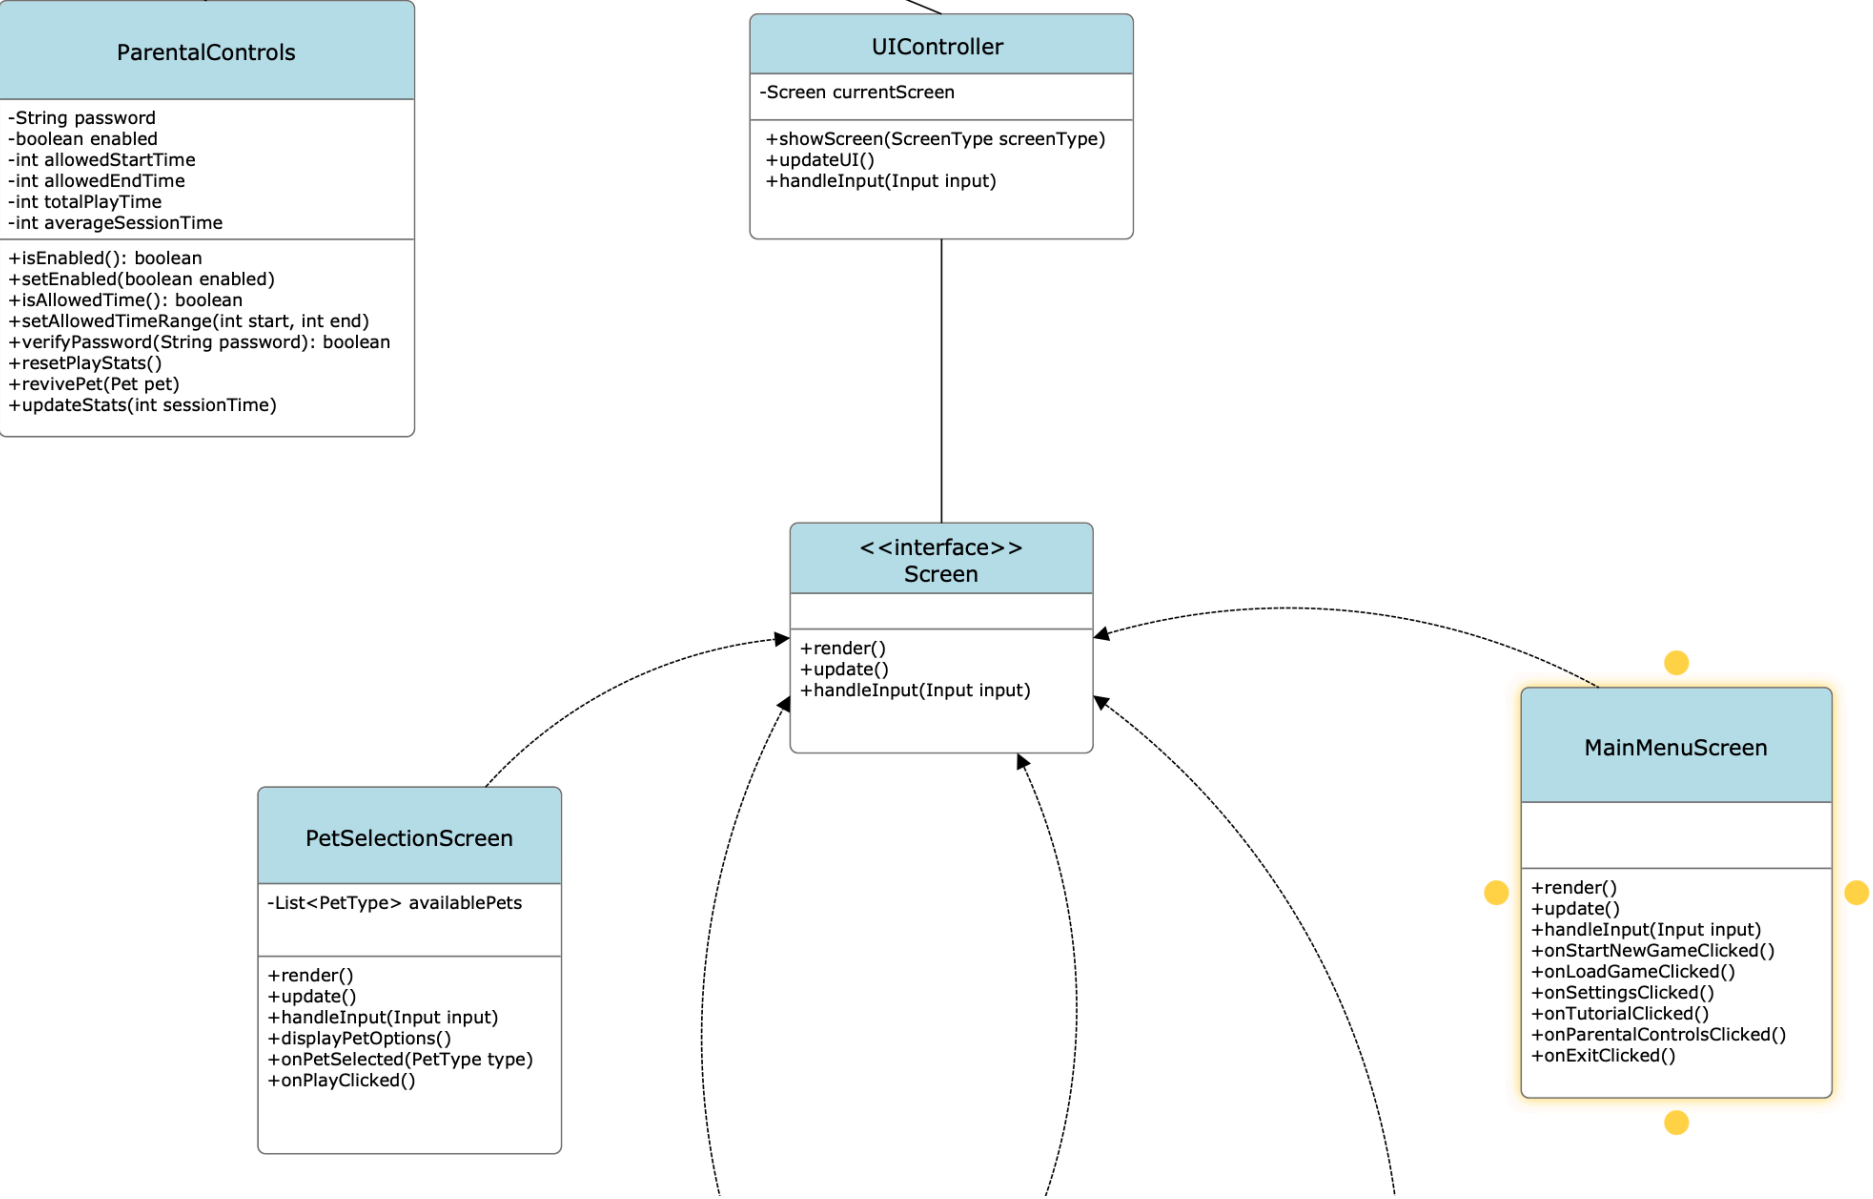 ParentalControls
-String password
-boolean enabled
-int allowedStartTime
-int allowedEndTime
-int totalPlayTime
-int averageSessionTime
+isEnabled(): boolean
+setEnabled(boolean enabled)
+isAllowedTime(): boolean
+setAllowedTimeRange(int start, int end)
+verifyPassword(String password): boolean
+resetPlayStats()
+revivePet(Pet pet)
+updateStats(int sessionTime)
UIController
-Screen currentScreen
+showScreen(ScreenType screenType)
+updateUI()
+handleInput(Input input)
<<interface>>
Screen
+render()
+update()
+handleInput(Input input)
PetSelectionScreen
-List<PetType> availablePets
+render()
+update()
+handleInput(Input input)
+displayPetOptions()
+onPetSelected(PetType type)
+onPlayClicked()
MainMenuScreen
+render()
+update()
+handleInput(Input input)
+onStartNewGameClicked()
+onLoadGameClicked()
+onSettingsClicked()
+onTutorialClicked()
+onParentalControlsClicked()
+onExitClicked()